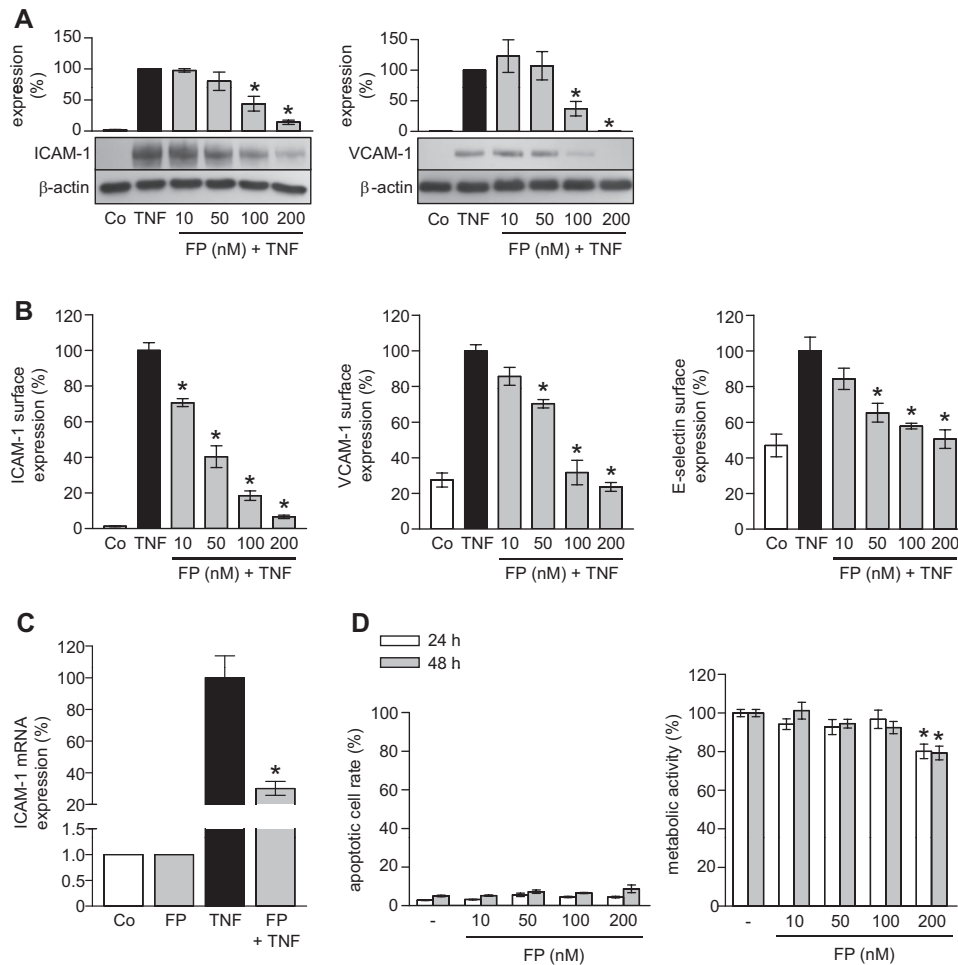 A
expression
(%)
150
100
50
0
* *
ICAM-1
β-actin
Co TNF 10 50 100 200
FP (nM) + TNF
expression
(%)
150
100
50
0
* *
VCAM-1
β-actin
Co TNF 10 50 100 200
FP (nM) + TNF
B
ICAM-1 surface
expression (%)
120
100
80
60
40
20
0
* * * *
Co TNF 10 50 100 200
FP (nM) + TNF
VCAM-1 surface
expression (%)
120
100
80
60
40
20
0
* * *
Co TNF 10 50 100 200
FP (nM) + TNF
E-selectin surface
expression (%)
120
100
80
60
40
20
0
* * *
Co TNF 10 50 100 200
FP (nM) + TNF
C
ICAM-1 mRNA
expression (%)
120
100
80
60
40
20
1.5
1.0
0.5
0.0
*
Co FP TNF FP
+ TNF
D
24 h
48 h
apoptotic cell rate (%)
100
80
60
40
20
0
- 10 50 100 200
FP (nM)
metabolic activity (%)
120
100
80
60
40
20
0
* *
- 10 50 100 200
FP (nM)